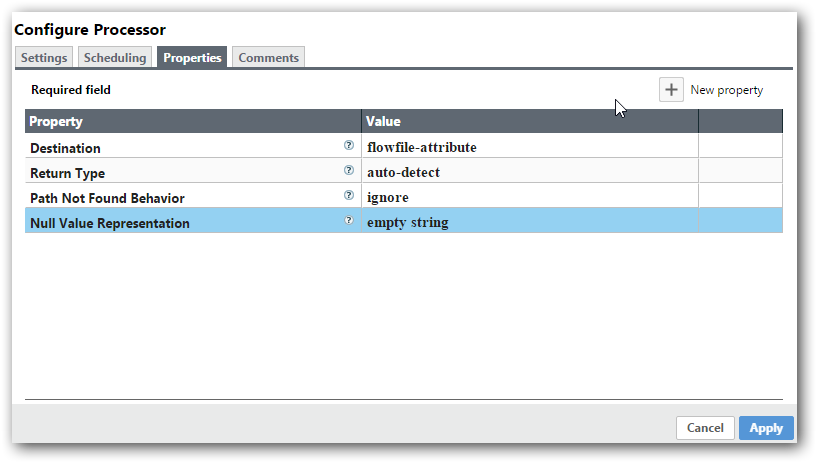 Configure Processor
Settings Scheduling Properties Comments
Required field + New property
Property Value
Destination ? flowfile-attribute
Return Type ? auto-detect
Path Not Found Behavior ? ignore
Null Value Representation ? empty string
Cancel Apply